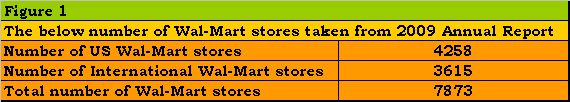 Figure 1
The below number of Wal-Mart stores taken from 2009 Annual Report
Number of US Wal-Mart stores 4258
Number of International Wal-Mart stores 3615
Total number of Wal-Mart stores 7873